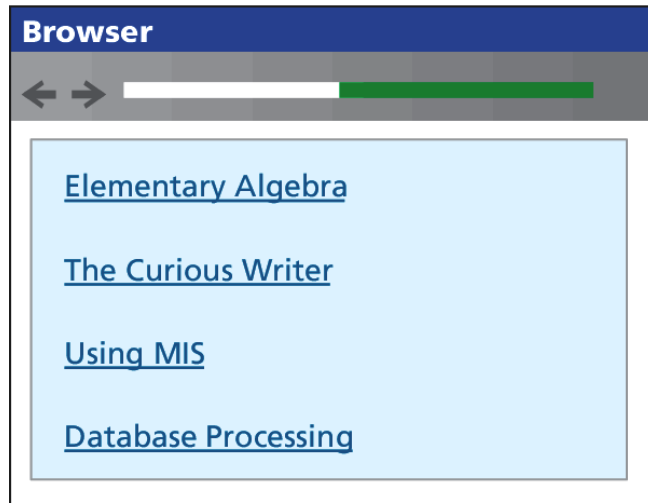 Browser
Elementary Algebra
The Curious Writer
Using MIS
Database Processing